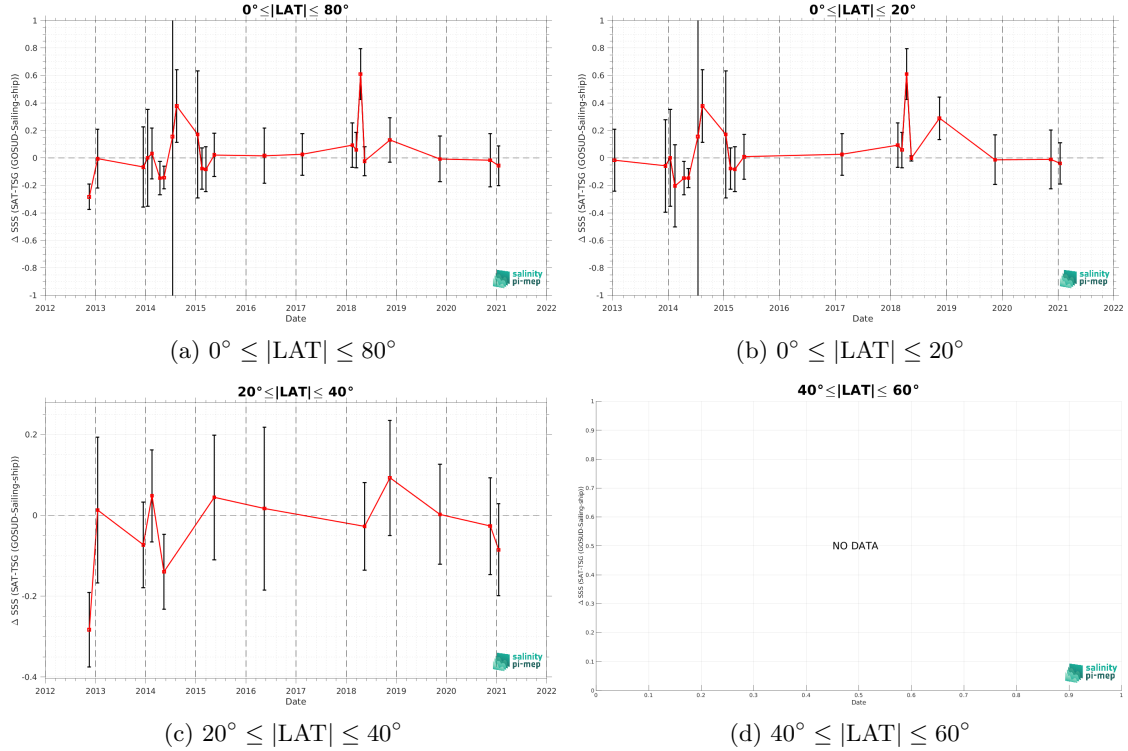 0°≤|LAT|≤ 80°
Δ SSS (SAT-TSG (GOSUD-Sailing-ship))
1
0.8
0.6
0.4
0.2
0
-0.2
-0.4
-0.6
-0.8
-1
2012 2013 2014 2015 2016 2017 2018 2019 2020 2021 2022
Date
salinity
pi-mep
(a) 0° ≤ |LAT| ≤ 80°
0°≤|LAT|≤ 20°
Δ SSS (SAT-TSG (GOSUD-Sailing-ship))
1
0.8
0.6
0.4
0.2
0
-0.2
-0.4
-0.6
-0.8
-1
2013 2014 2015 2016 2017 2018 2019 2020 2021 2022
Date
salinity
pi-mep
(b) 0° ≤ |LAT| ≤ 20°
20°≤|LAT|≤ 40°
Δ SSS (SAT-TSG (GOSUD-Sailing-ship))
0.2
0
-0.2
-0.4
2012 2013 2014 2015 2016 2017 2018 2019 2020 2021 2022
Date
salinity
pi-mep
(c) 20° ≤ |LAT| ≤ 40°
40°≤|LAT|≤ 60°
Δ SSS (SAT-TSG (GOSUD-Sailing-ship))
1
0.9
0.8
0.7
0.6
0.5
0.4
0.3
0.2
0.1
0
NO DATA
0 0.1 0.2 0.3 0.4 0.5 0.6 0.7 0.8 0.9 1
Date
salinity
pi-mep
(d) 40° ≤ |LAT| ≤ 60°